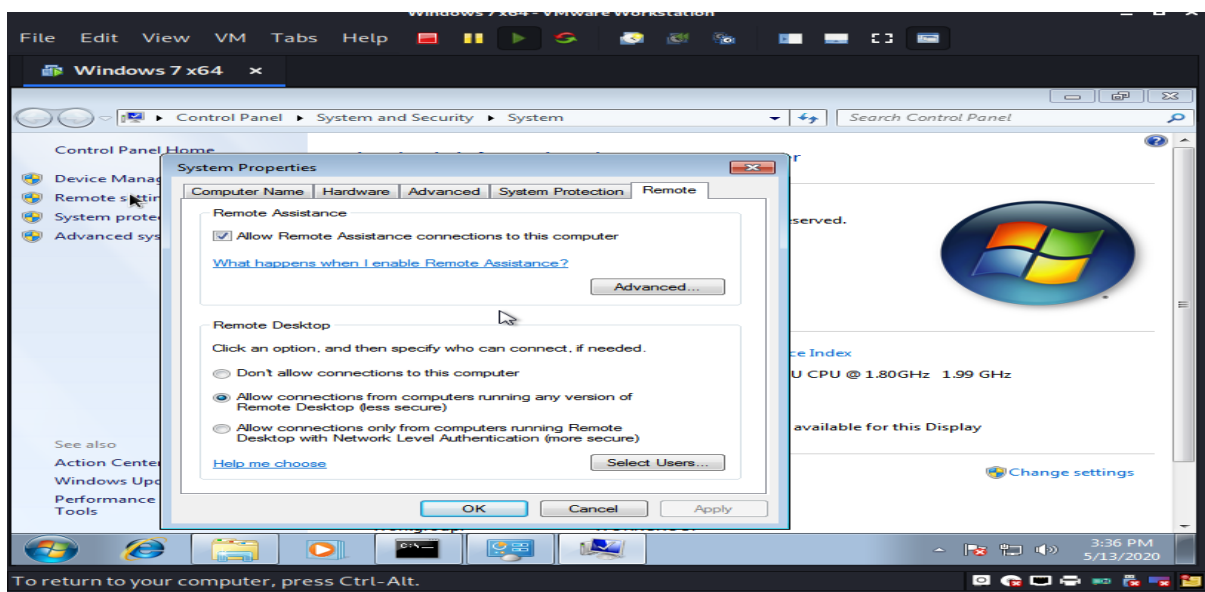 Windows 7 x64 - VMware Workstation
File Edit View VM Tabs Help
Windows 7 x64
Control Panel System and Security System
Search Control Panel
Control Panel Home
Device Manag
Remote settin
System prote
Advanced sys
System Properties
Computer Name Hardware Advanced System Protection Remote
Remote Assistance
Allow Remote Assistance connections to this computer
What happens when I enable Remote Assistance?
Advanced...
Remote Desktop
Click an option, and then specify who can connect, if needed.
Don't allow connections to this computer
Allow connections from computers running any version of
Remote Desktop (less secure)
Allow connections only from computers running Remote
Desktop with Network Level Authentication (more secure)
Help me choose
Select Users...
OK Cancel Apply
r
served.
ce Index
U CPU @ 1.80GHz 1.99 GHz
available for this Display
Change settings
See also
Action Center
Windows Upd
Performance
Tools
3:36 PM
5/13/2020
To return to your computer, press Ctrl-Alt.